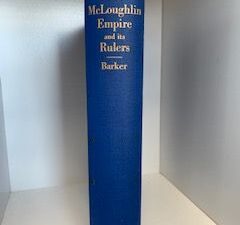 McLoughlin
Empire
and its
Rulers
Barker